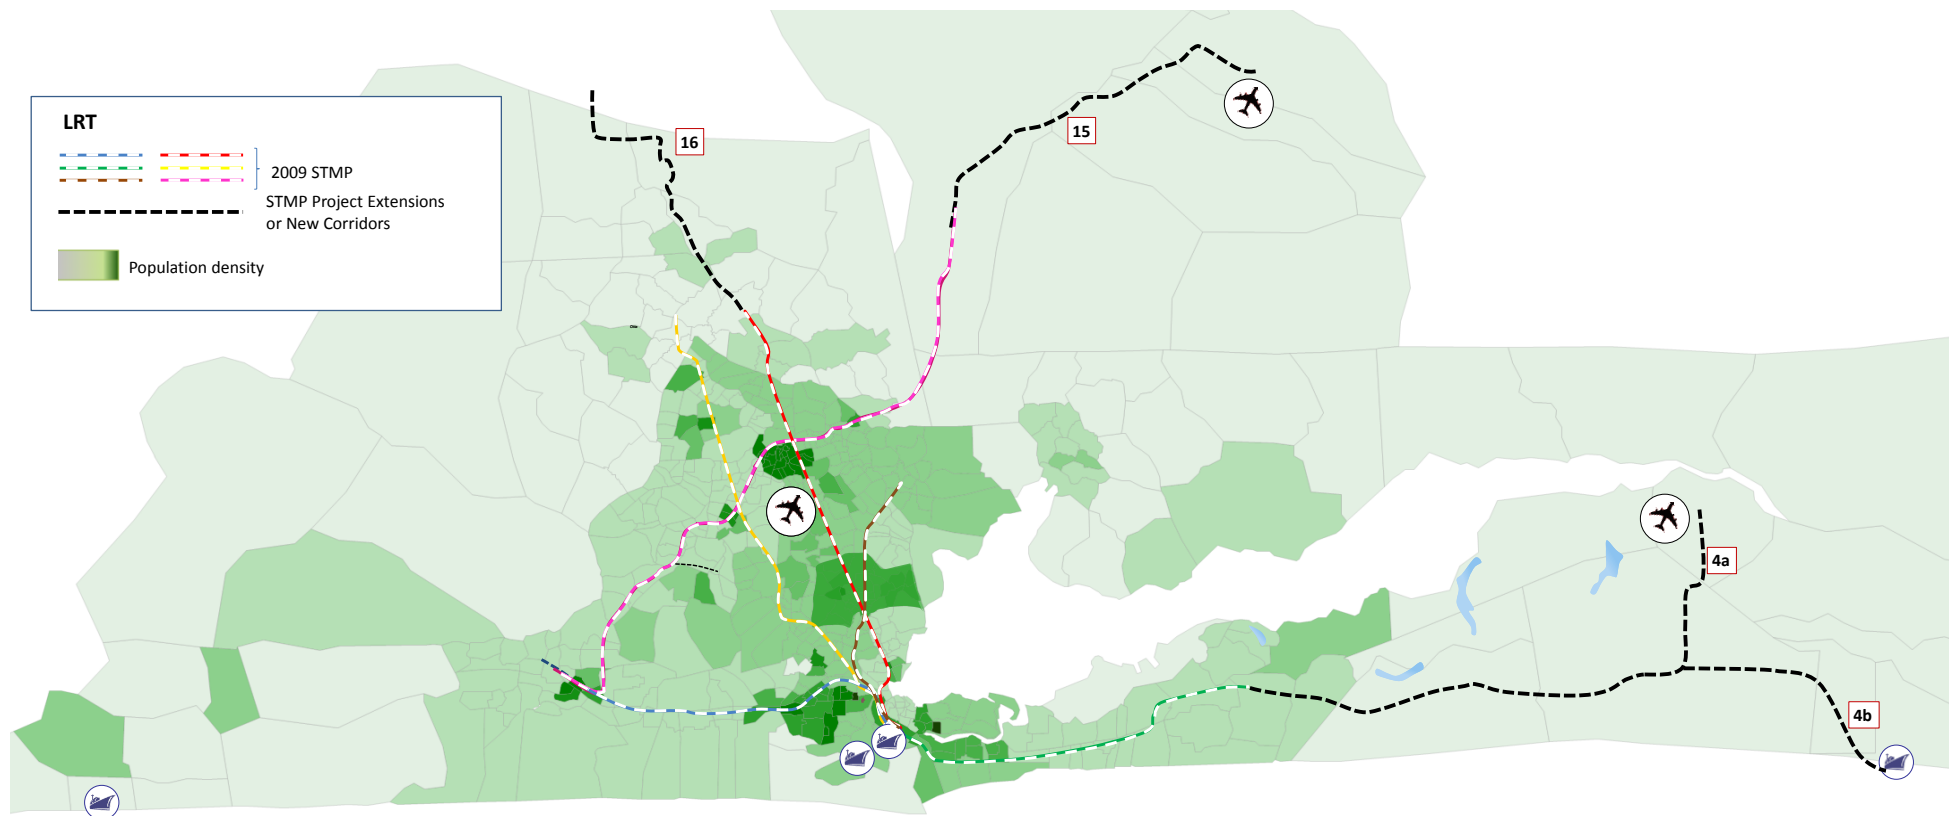 LRT
2009 STMP
STMP Project Extensions
or New Corridors
Population density
16
15
4a
4b